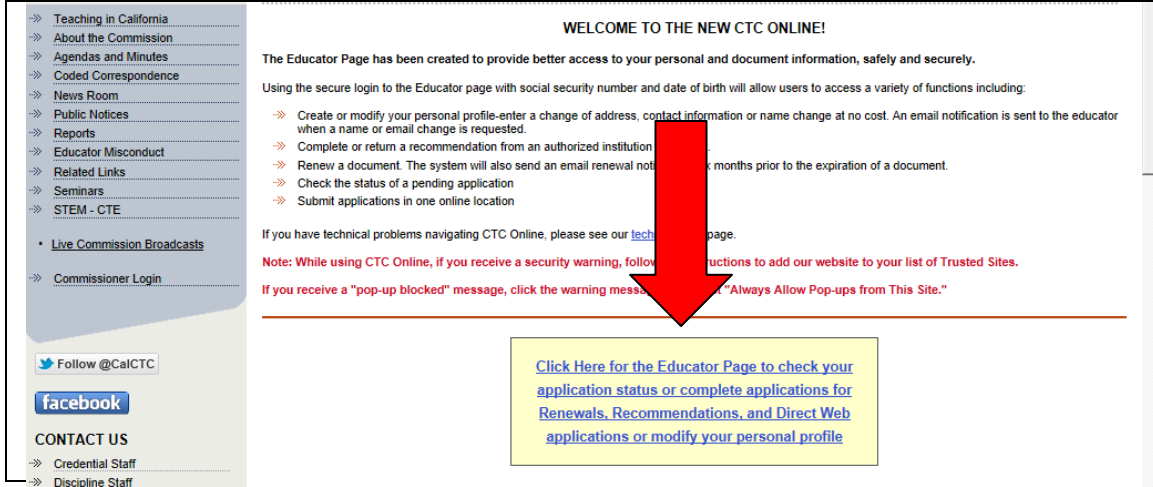 Teaching in California
About the Commission
Agendas and Minutes
Coded Correspondence
News Room
Public Notices
Reports
Educator Misconduct
Related Links
Seminars
STEM - CTE
Live Commission Broadcasts
Commissioner Login
Follow @CalCTC
facebook
CONTACT US
Credential Staff
Discipline Staff
WELCOME TO THE NEW CTC ONLINE!
The Educator Page has been created to provide better access to your personal and document information, safely and securely.
Using the secure login to the Educator page with social security number and date of birth will allow users to access a variety of functions including:
Create or modify your personal profile-enter a change of address, contact information or name change at no cost. An email notification is sent to the educator
when a name or email change is requested.
Complete or return a recommendation from an authorized institution
Renew a document. The system will also send an email renewal months prior to the expiration of a document.
Check the status of a pending application
Submit applications in one online location
If you have technical problems navigating CTC Online, please see our page.
Note: While using CTC Online, if you receive a security warning, to add our website to your list of Trusted Sites.
If you receive a "pop-up blocked" message, click the warning "Always Allow Pop-ups from This Site."
Click Here for the Educator Page to check your
application status or complete applications for
Renewals, Recommendations, and Direct Web
applications or modify your personal profile